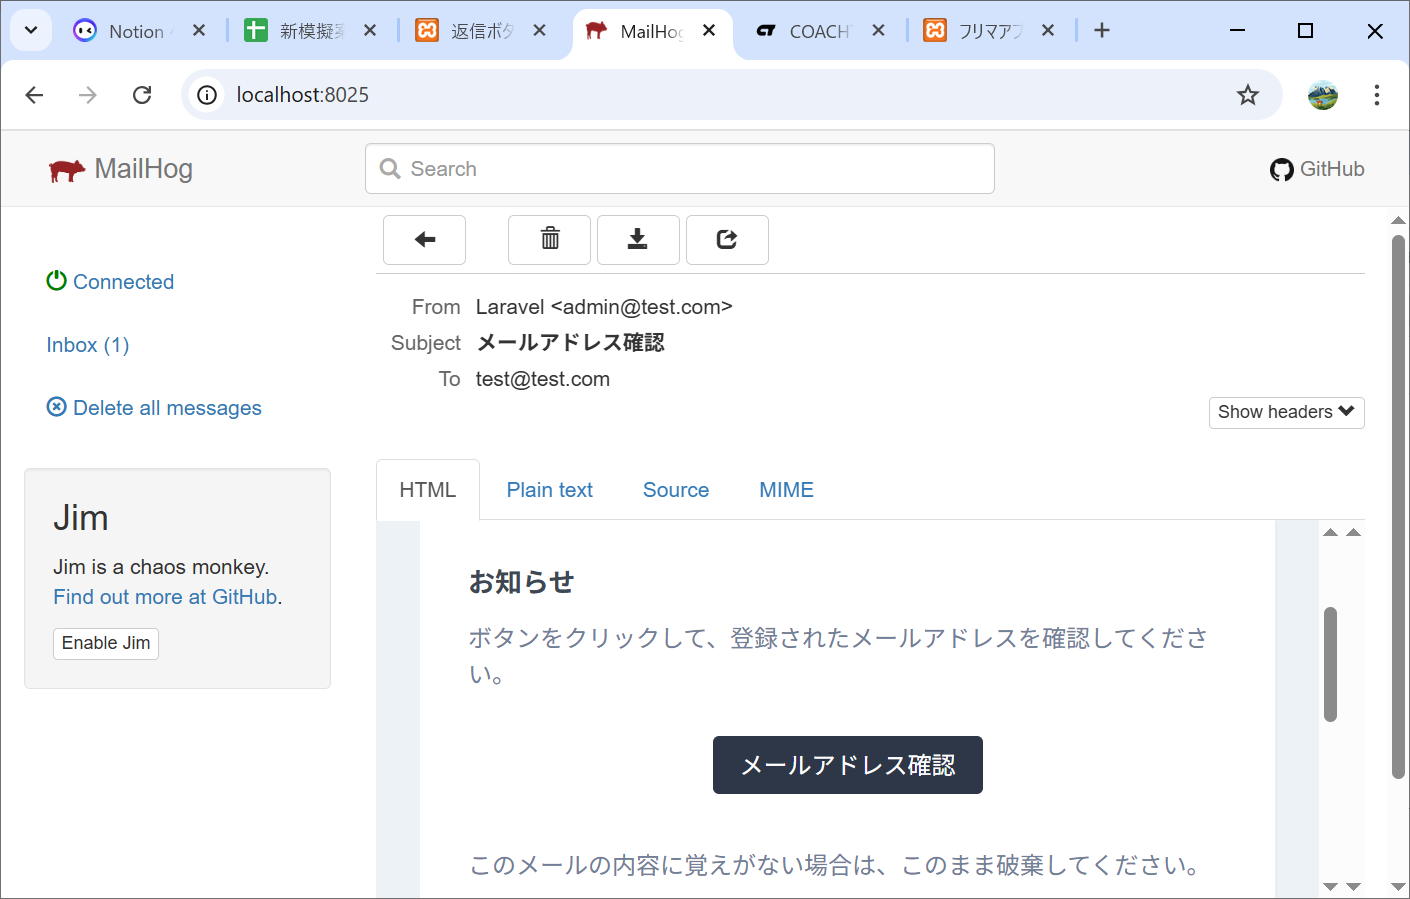 Notion
新模擬案
返信ボタ
MailHog
COACHT
フリマアプ
localhost:8025
MailHog
Search
GitHub
Connected
Inbox (1)
Delete all messages
Jim
Jim is a chaos monkey.
Find out more at GitHub.
Enable Jim
From Laravel <admin@test.com>
Subject メールアドレス確認
To test@test.com
Show headers
HTML Plain text Source MIME
お知らせ
ボタンをクリックして、登録されたメールアドレスを確認してくださ
い。
メールアドレス確認
このメールの内容に覚えがない場合は、このまま破棄してください。